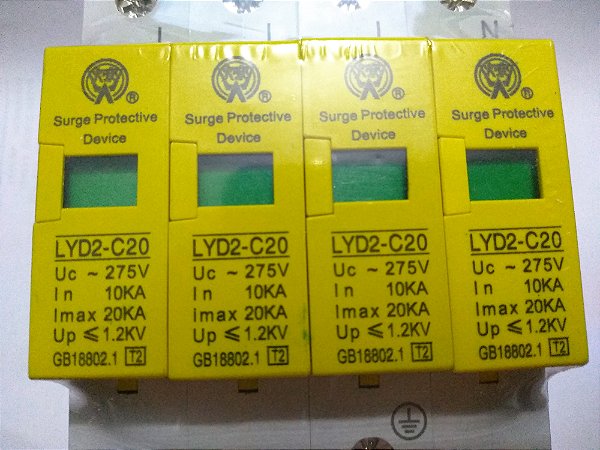 L L L N
®
Surge Protective
Device
LYD2-C20
Uc ~ 275V
In 10KA
Imax 20KA
Up ≤ 1.2KV
GB18802.1 T2
®
Surge Protective
Device
LYD2-C20
Uc ~ 275V
In 10KA
imax 20KA
Up ≤ 1.2KV
GB18802.1 T2
®
Surge Protective
Device
LYD2-C20
Uc ~ 275V
In 10KA
Imax 20KA
Up ≤ 1.2KV
GB18802.1 T2
®
Surge Protective
Device
LYD2-C20
Uc ~ 275V
In 10KA
Imax 20KA
Up ≤ 1.2KV
GB18802.1 T2